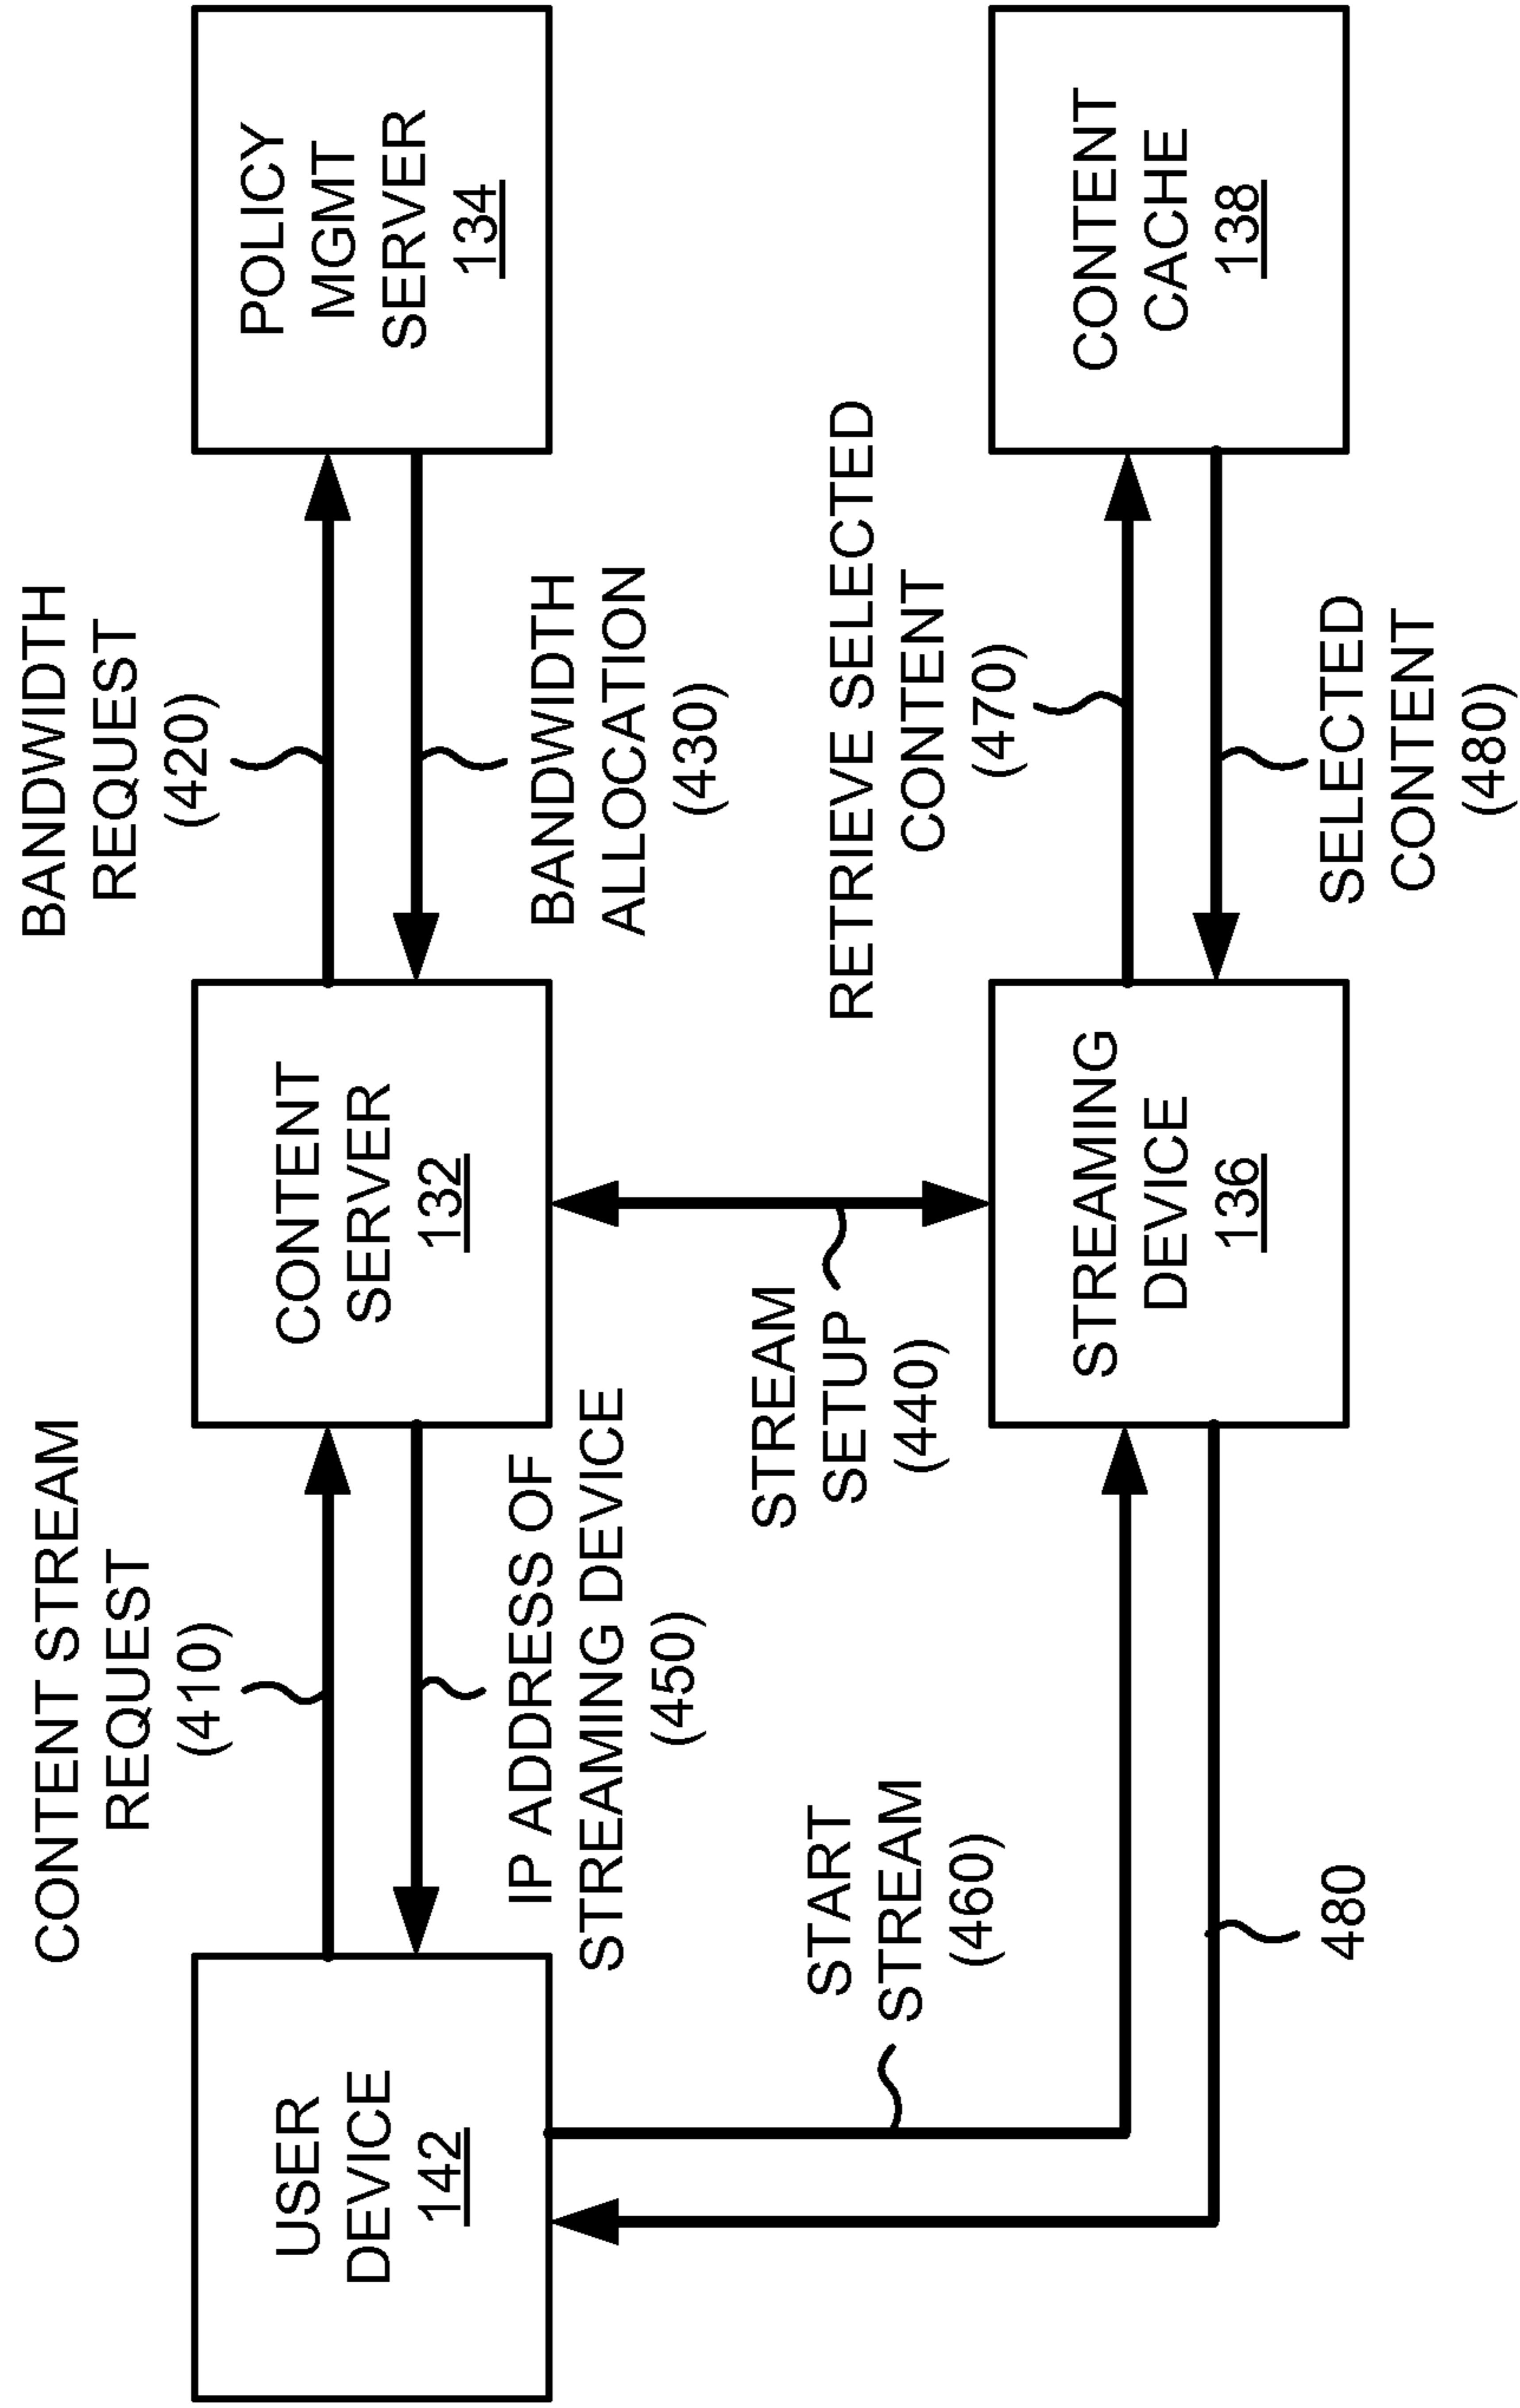 CONTENT STREAM
REQUEST
(410)
BANDWIDTH
REQUEST
(420)
USER
DEVICE
142
CONTENT
SERVER
132
POLICY
MGMT
SERVER
134
IP ADDRESS OF
STREAMING DEVICE
(450)
BANDWIDTH
ALLOCATION
(430)
STREAM
SETUP
(440)
START
STREAM
(460)
RETRIEVE SELECTED
CONTENT
(470)
STREAMING
DEVICE
136
CONTENT
CACHE
138
480
SELECTED
CONTENT
(480)